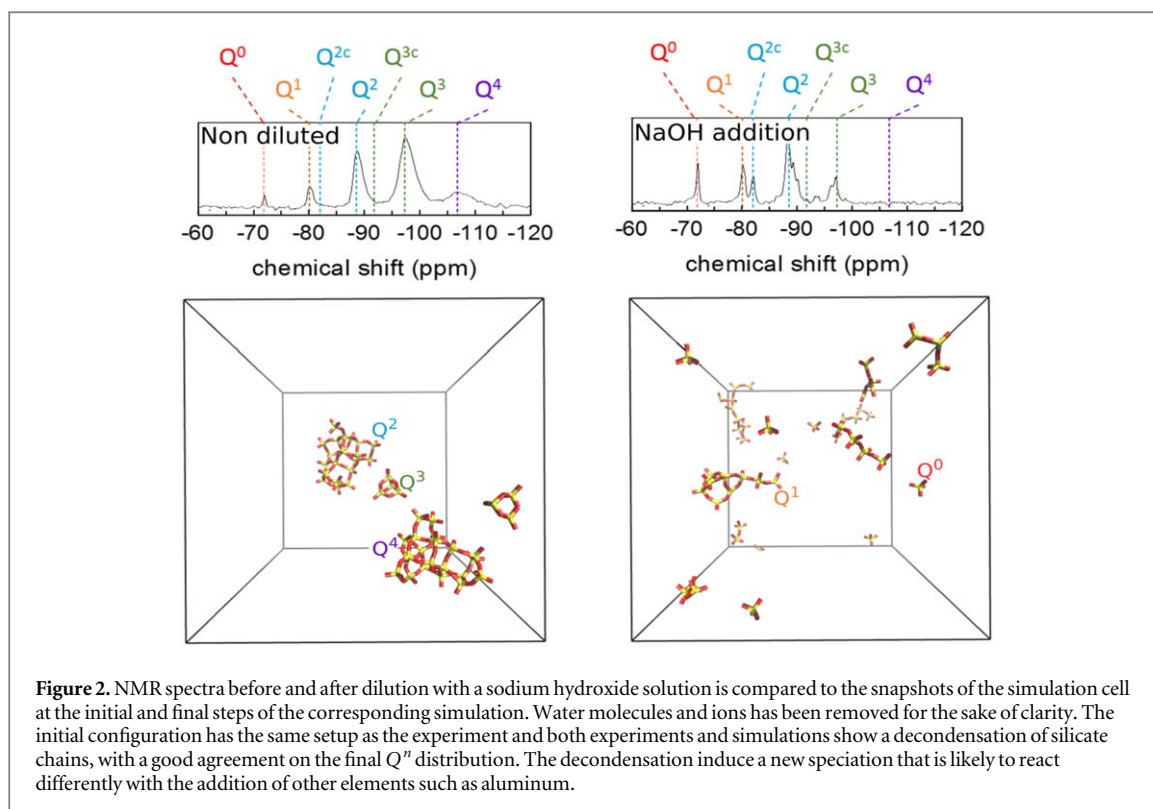 Q⁰ Q²ᶜ Q³ᶜ
Q¹ Q² Q³ Q⁴
Non diluted
-60 -70 -80 -90 -100 -110 -120
chemical shift (ppm)
Q²
Q³
Q⁴
Q⁰ Q²ᶜ Q³ᶜ
Q¹ Q² Q³ Q⁴
NaOH addition
-60 -70 -80 -90 -100 -110 -120
chemical shift (ppm)
Q⁰
Q¹
Figure 2. NMR spectra before and after dilution with a sodium hydroxide solution is compared to the snapshots of the simulation cell
at the initial and final steps of the corresponding simulation. Water molecules and ions has been removed for the sake of clarity. The
initial configuration has the same setup as the experiment and both experiments and simulations show a decondensation of silicate
chains, with a good agreement on the final Qⁿ distribution. The decondensation induce a new speciation that is likely to react
differently with the addition of other elements such as aluminum.